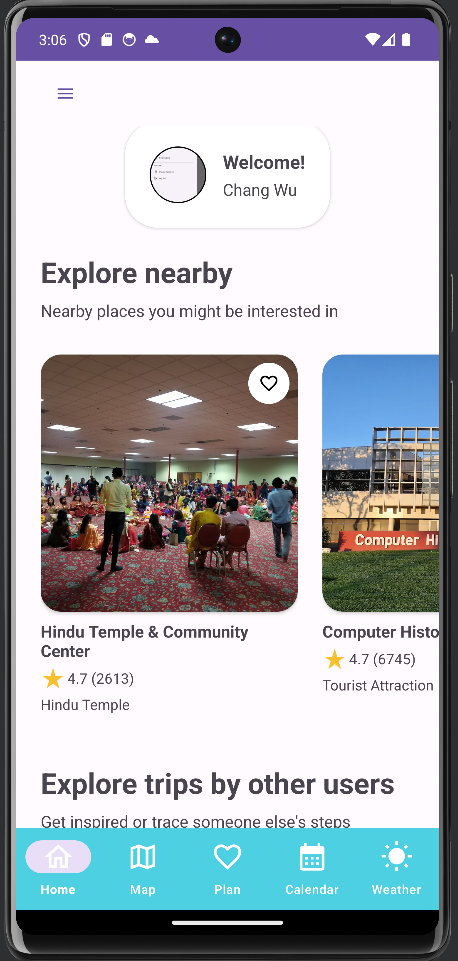 3:06
Welcome!
Chang Wu
Explore nearby
Nearby places you might be interested in
Computer Hi
Hindu Temple & Community
Center
4.7 (2613)
Hindu Temple
Computer Histo
4.7 (6745)
Tourist Attraction
Explore trips by other users
Get inspired or trace someone else's steps
Home
Map
Plan
Calendar
Weather